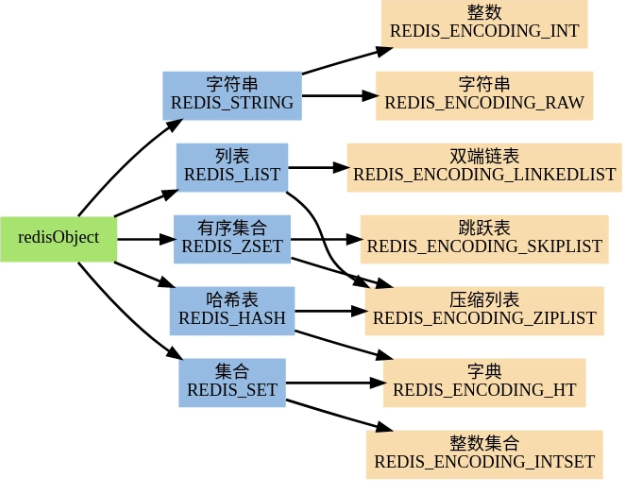 redisObject
字符串
REDIS_STRING
列表
REDIS_LIST
有序集合
REDIS_ZSET
哈希表
REDIS_HASH
集合
REDIS_SET
整数
REDIS_ENCODING_INT
字符串
REDIS_ENCODING_RAW
双端链表
REDIS_ENCODING_LINKEDLIST
跳跃表
REDIS_ENCODING_SKIPLIST
压缩列表
REDIS_ENCODING_ZIPLIST
字典
REDIS_ENCODING_HT
整数集合
REDIS_ENCODING_INTSET